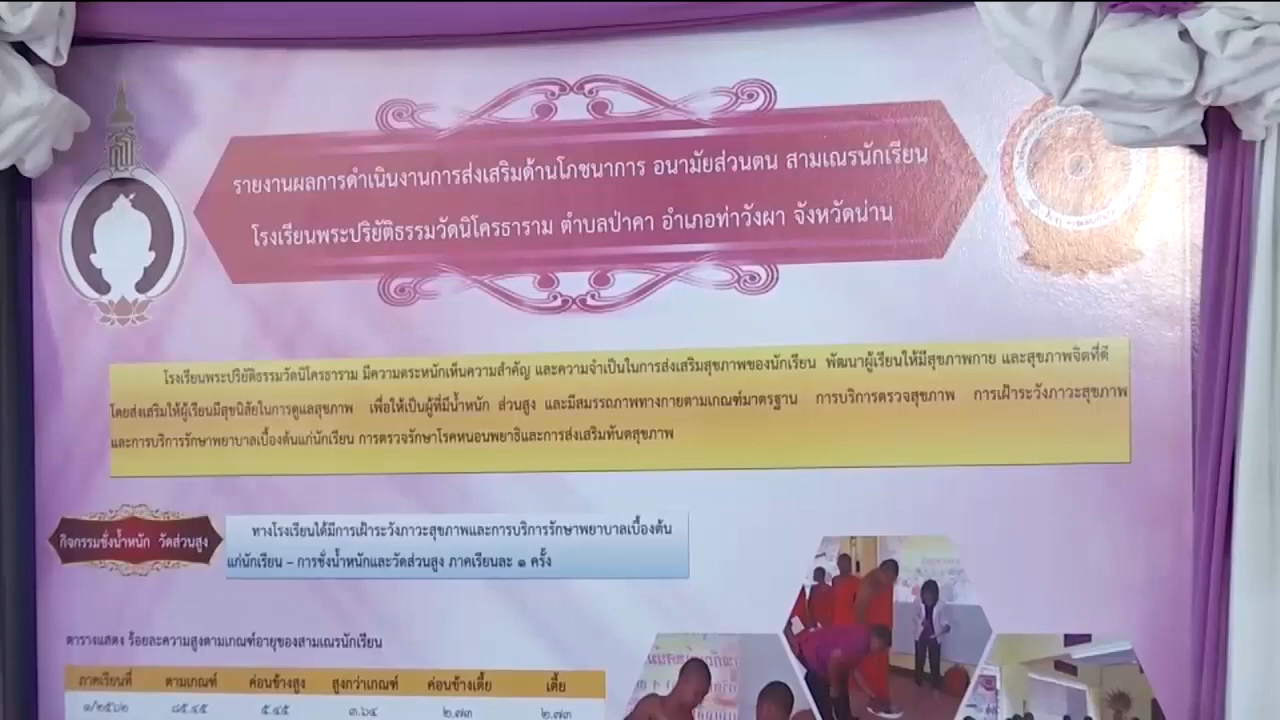 รายงานผลการดำเนินงานการส่งเสริมด้านโภชนาการ อนามัยส่วนตน สามเณรนักเรียน
โรงเรียนพระปริยัติธรรมวัดนิโครธาราม ตำบลป่าคา อำเภอท่าวังผา จังหวัดน่าน
โรงเรียนพระปริยัติธรรมวัดนิโครธาราม มีความตระหนักเห็นความสำคัญ และความจำเป็นในการส่งเสริมสุขภาพของนักเรียน พัฒนาผู้เรียนให้มีสุขภาพกาย และสุขภาพจิตที่ดี
โดยส่งเสริมให้ผู้เรียนมีสุขนิสัยในการดูแลสุขภาพ เพื่อให้เป็นผู้ที่มีน้ำหนัก ส่วนสูง และมีสมรรถภาพทางกายตามเกณฑ์มาตรฐาน การบริการตรวจสุขภาพ การเฝ้าระวังภาวะสุขภาพ
และการบริการรักษาพยาบาลเบื้องต้นแก่นักเรียน การตรวจรักษาโรคหนอนพยาธิและการส่งเสริมทันตสุขภาพ
กิจกรรมชั่งน้ำหนัก วัดส่วนสูง
ทางโรงเรียนได้มีการเฝ้าระวังภาวะสุขภาพและการบริการรักษาพยาบาลเบื้องต้น
แก่นักเรียน – การชั่งน้ำหนักและวัดส่วนสูง ภาคเรียนละ ๑ ครั้ง
ตารางแสดง ร้อยละความสูงตามเกณฑ์อายุของสามเณรนักเรียน
ภาคเรียนที่ ตามเกณฑ์ ค่อนข้างสูง สูงกว่าเกณฑ์ ค่อนข้างเตี้ย เตี้ย
๑/๒๕๖๒ ๘๕.๔๕ ๕.๔๕ ๓.๖๔ ๒.๗๓ ๒.๗๓